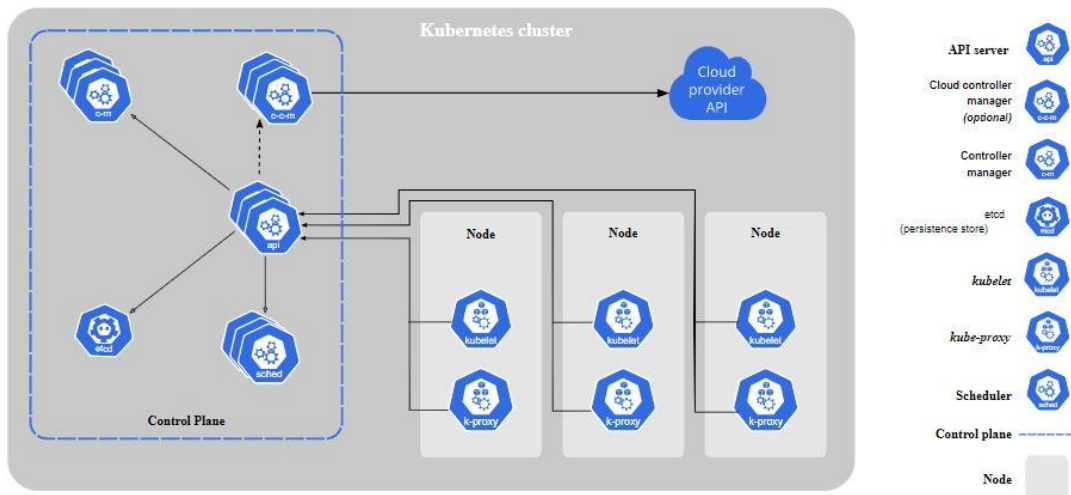 Kubernetes cluster
c-m
c-c-m
Cloud
provider
API
api
etcd
sched
Control Plane
Node
Node
Node
kubelet
kubelet
kubelet
k-proxy
k-proxy
k-proxy
API server
api
Cloud controller
manager
(optional)
c-c-m
Controller
manager
c-m
etcd
(persistence store)
etcd
kubelet
kubelet
kube-proxy
k-proxy
Scheduler
sched
Control plane
Node